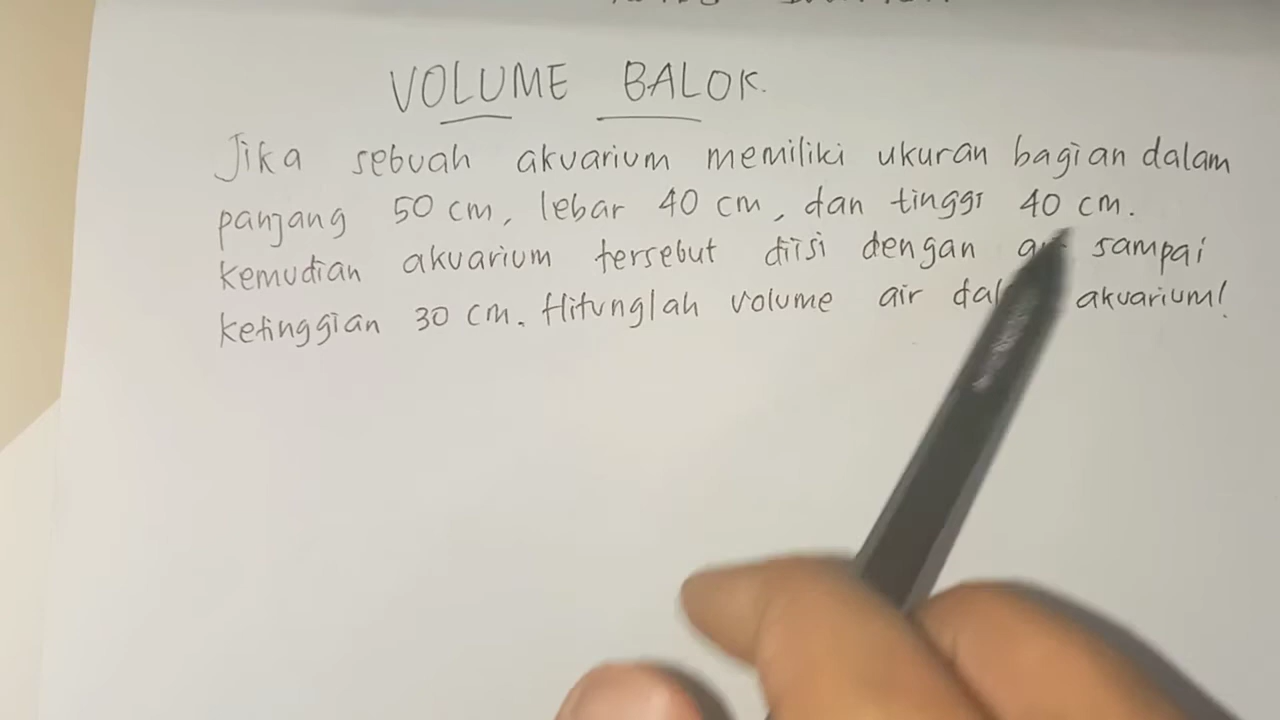 VOLUME BALOK.
Jika sebuah akuarium memiliki ukuran bagian dalam
panjang 50 cm, lebar 40 cm, dan tinggi 40 cm.
kemudian akuarium tersebut diisi dengan sampai
ketinggian 30 cm. Hitunglah volume air akuarium!